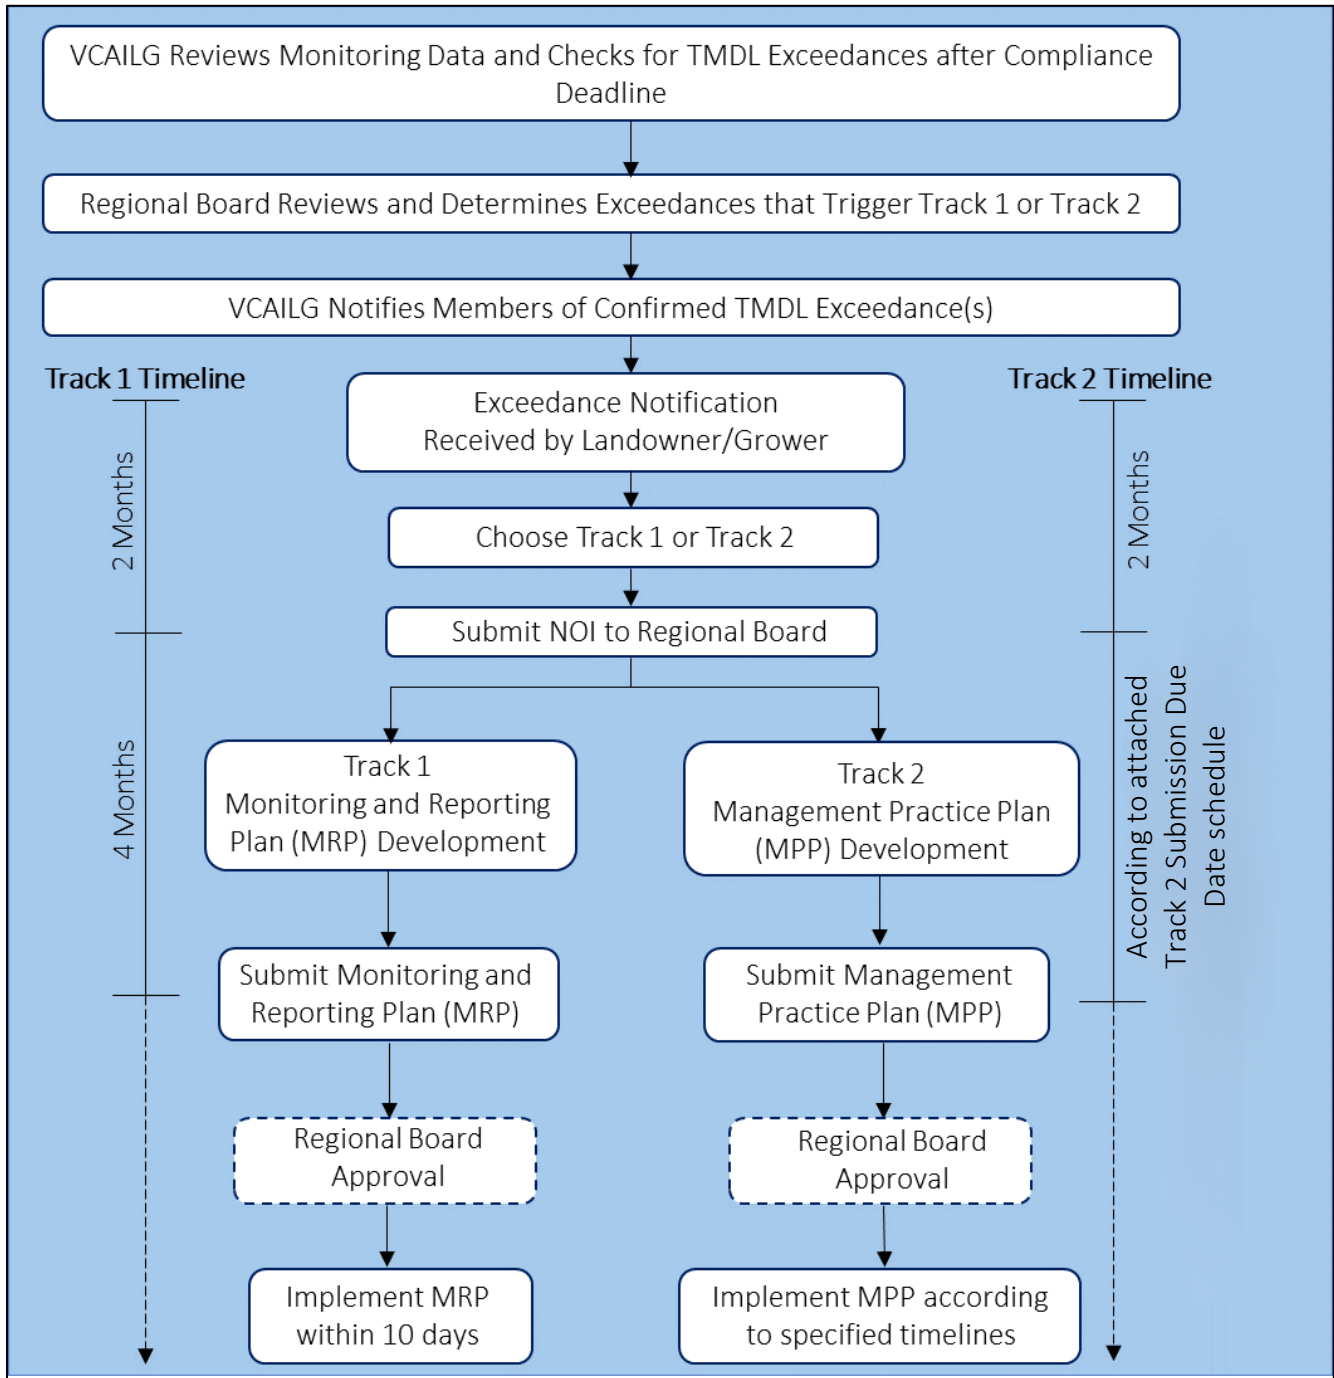 VCAILG Reviews Monitoring Data and Checks for TMDL Exceedances after Compliance
Deadline
Regional Board Reviews and Determines Exceedances that Trigger Track 1 or Track 2
VCAILG Notifies Members of Confirmed TMDL Exceedance(s)
Track 1 Timeline
Track 2 Timeline
Exceedance Notification
Received by Landowner/Grower
2 Months
2 Months
Choose Track 1 or Track 2
Submit NOI to Regional Board
4 Months
According to attached
Track 2 Submission Due
Date schedule
Track 1
Monitoring and Reporting
Plan (MRP) Development
Track 2
Management Practice Plan
(MPP) Development
Submit Monitoring and
Reporting Plan (MRP)
Submit Management
Practice Plan (MPP)
Regional Board
Approval
Regional Board
Approval
Implement MRP
within 10 days
Implement MPP according
to specified timelines